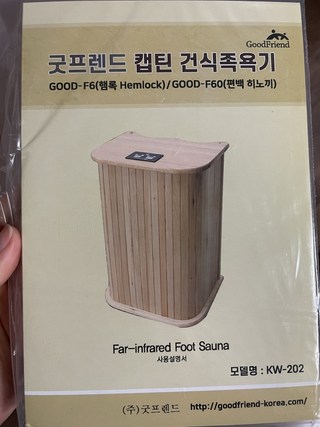 GoodFriend
굿프렌드 캡틴 건식족욕기
GOOD-F6(햄록 Hemlock)/GOOD-F60(편백 히노끼)
Far-infrared Foot Sauna
사용설명서
모델명 : KW-202
(주)굿프렌드 http://goodfriend-korea.com/